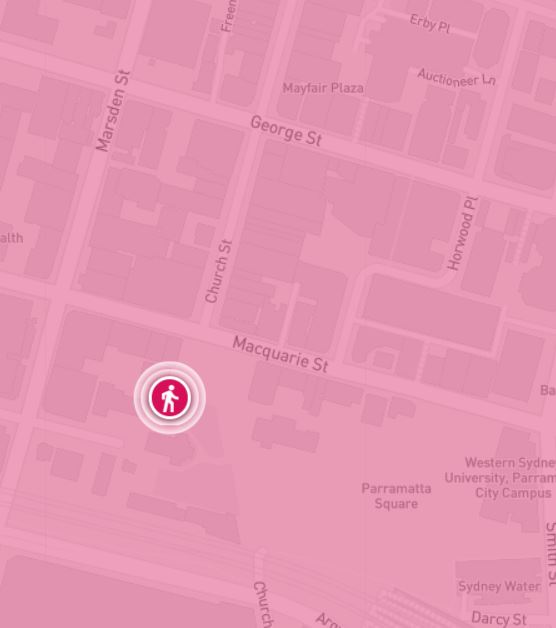 Freen
Erby Pl
Auctioneer Ln
Mayfair Plaza
Marsden St
George St
Horwood Pl
alth
Church St
Macquarie St
Ba
Western Sydne
University, Parram
City Campus
Parramatta
Square
Smith St
Sydney Water
Church
Arg
Darcy St